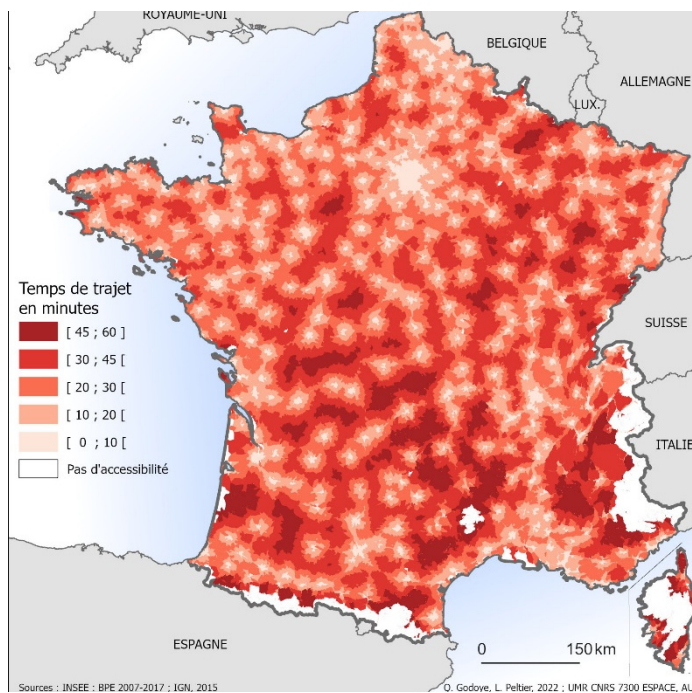 ROYAUME-UNI
BELGIQUE
ALLEMAGNE
LUX.
Temps de trajet
en minutes
[ 45 ; 60 ]
[ 30 ; 45 [
[ 20 ; 30 [
[ 10 ; 20 [
[ 0 ; 10 [
Pas d'accessibilité
SUISSE
ITALIE
ESPAGNE
0 150 km
Sources : INSEE : BPE 2007-2017 ; IGN, 2015
Q. Godoye, L. Peltier, 2022 ; UMR CNRS 7300 ESPACE, AU